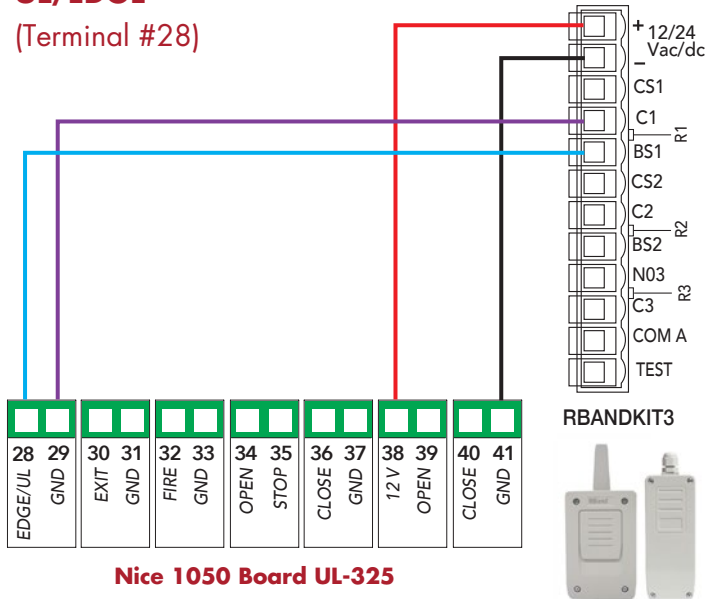 UL/EDGE
(Terminal #28)
+ 12/24
− Vac/dc
CS1
C1
R1
BS1
CS2
C2
R2
BS2
N03
R3
C3
COM A
TEST
RBANDKIT3
28 29 30 31 32 33 34 35 36 37 38 39 40 41
EDGE/UL GND EXIT GND FIRE GND OPEN STOP CLOSE GND 12 V OPEN CLOSE GND
Nice 1050 Board UL-325